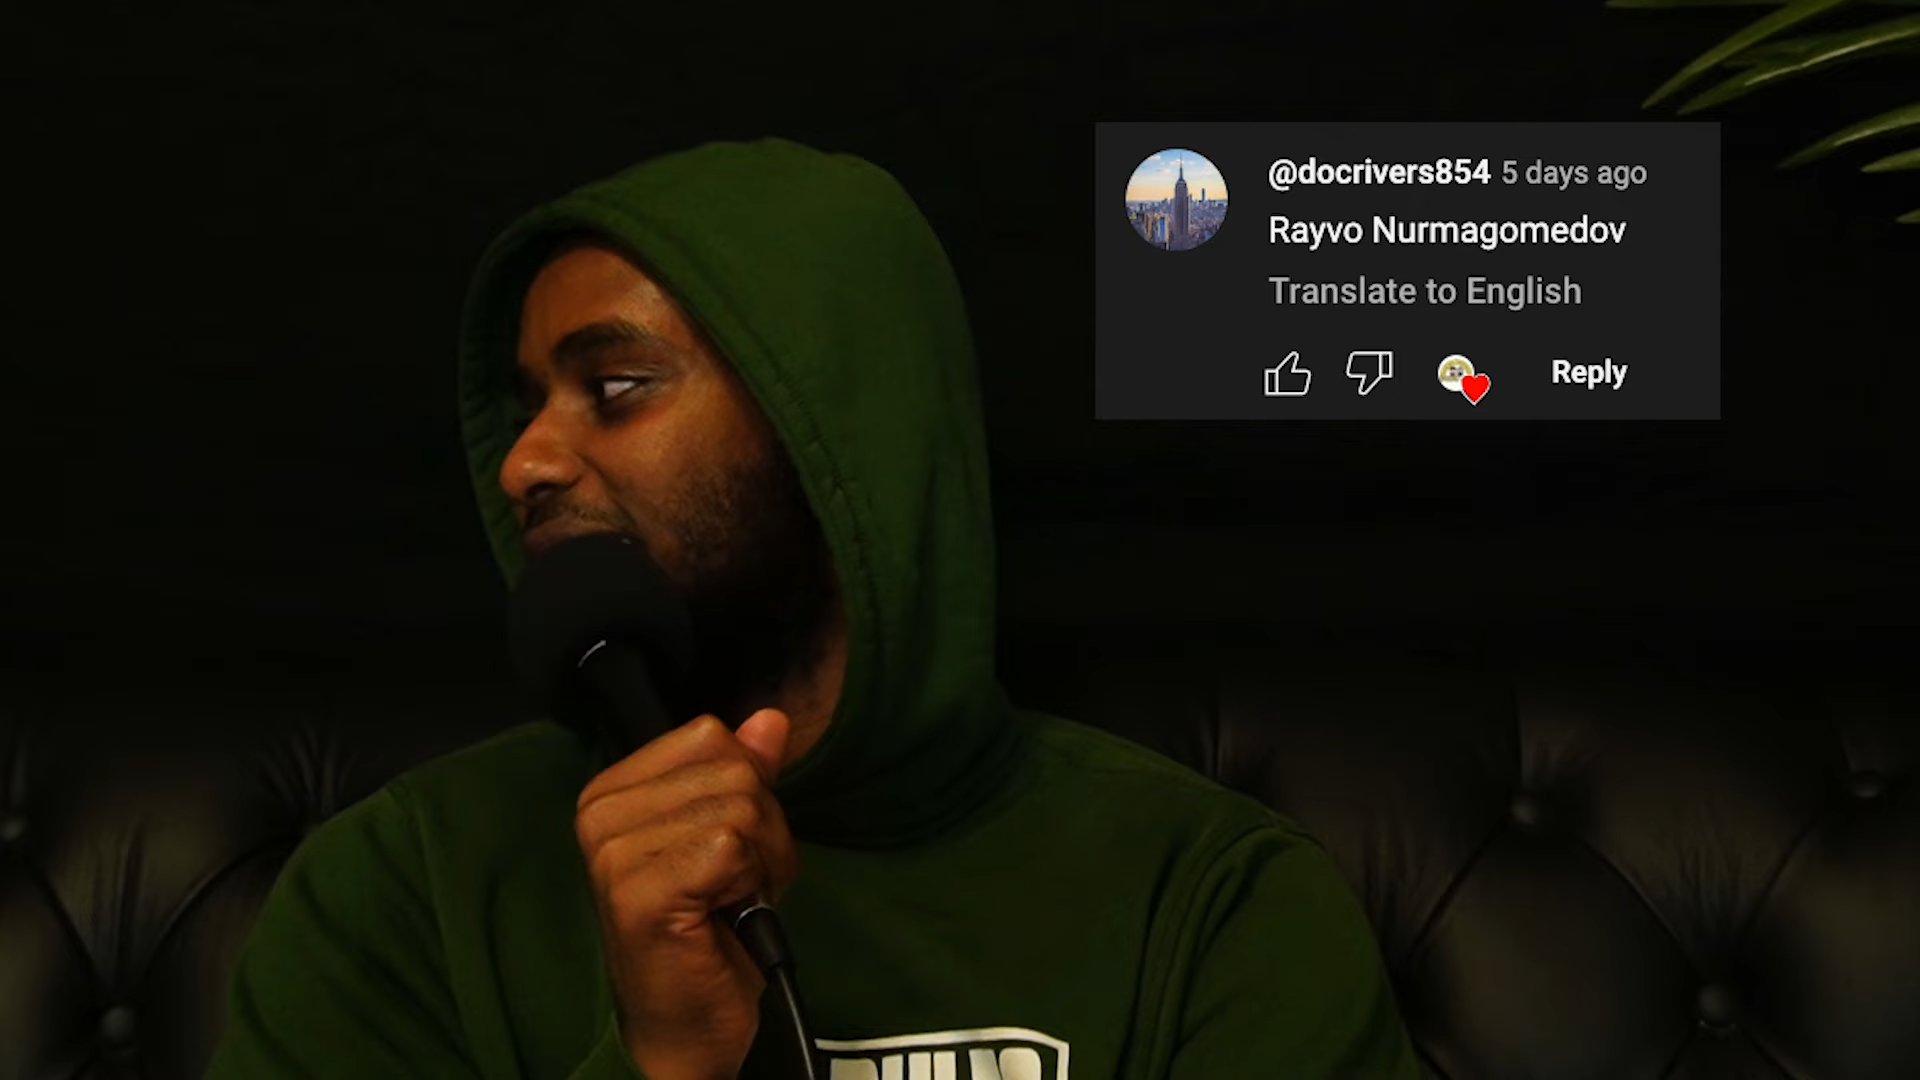 @docrivers854 5 days ago
Rayvo Nurmagomedov
Translate to English
Reply